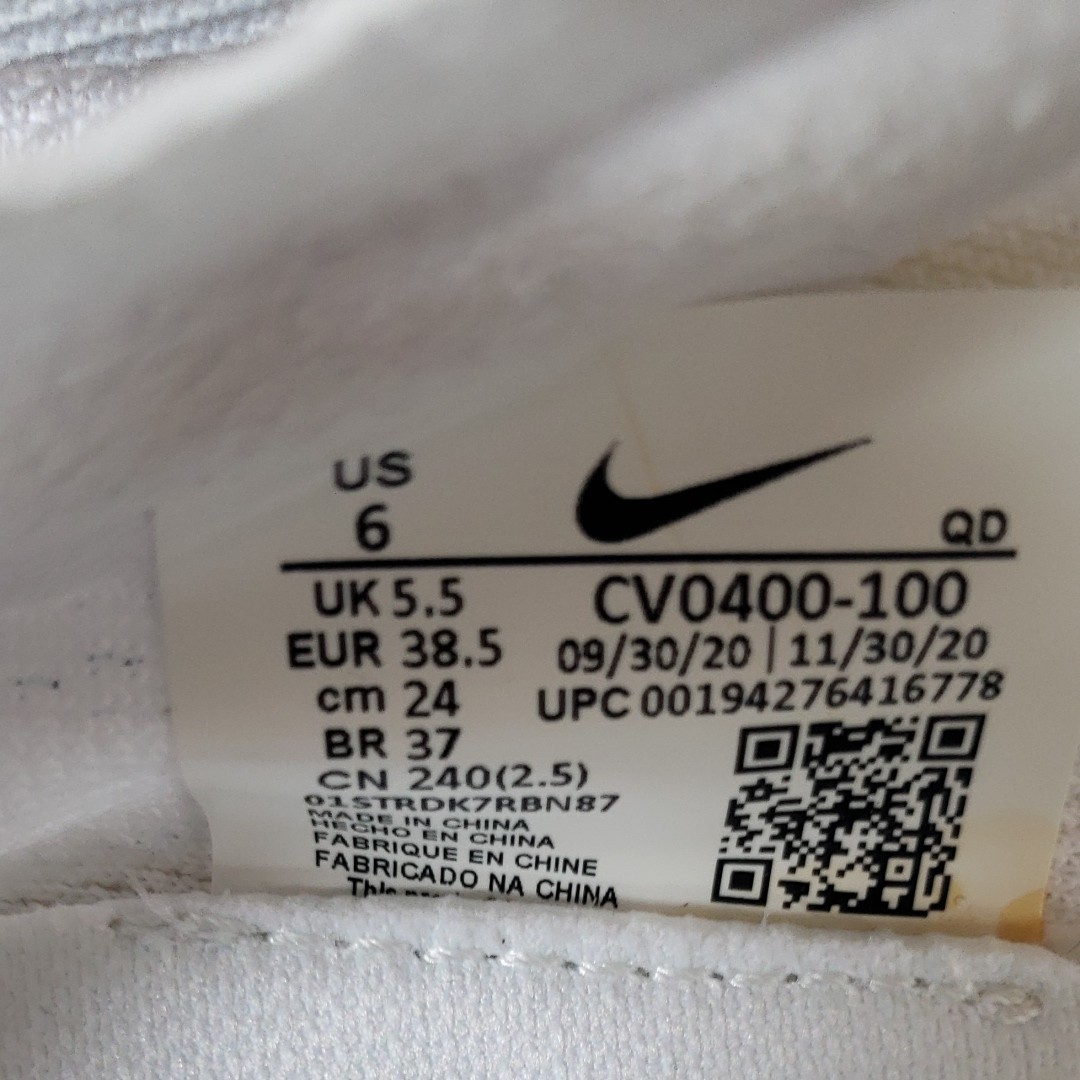 US
6
QD
UK 5.5
CV0400-100
EUR 38.5
09/30/20 | 11/30/20
cm 24
UPC 00194276416778
BR 37
CN 240(2.5)
01STRDK7RBN87
MADE IN CHINA
HECHO EN CHINA
FABRIQUE EN CHINE
FABRICADO NA CHINA
This